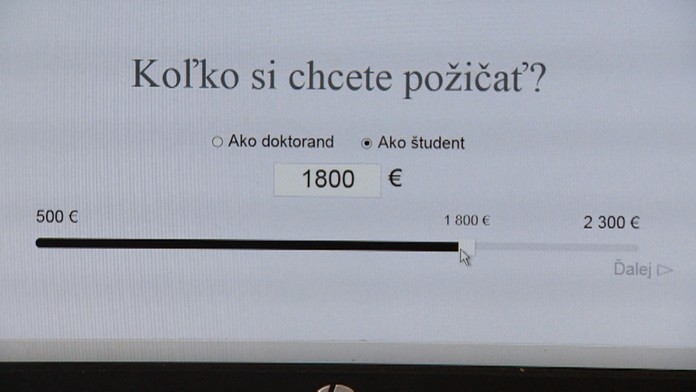 Koľko si chcete požičať?
Ako doktorand Ako študent
1800 €
500 € 1 800 € 2 300 €
Ďalej